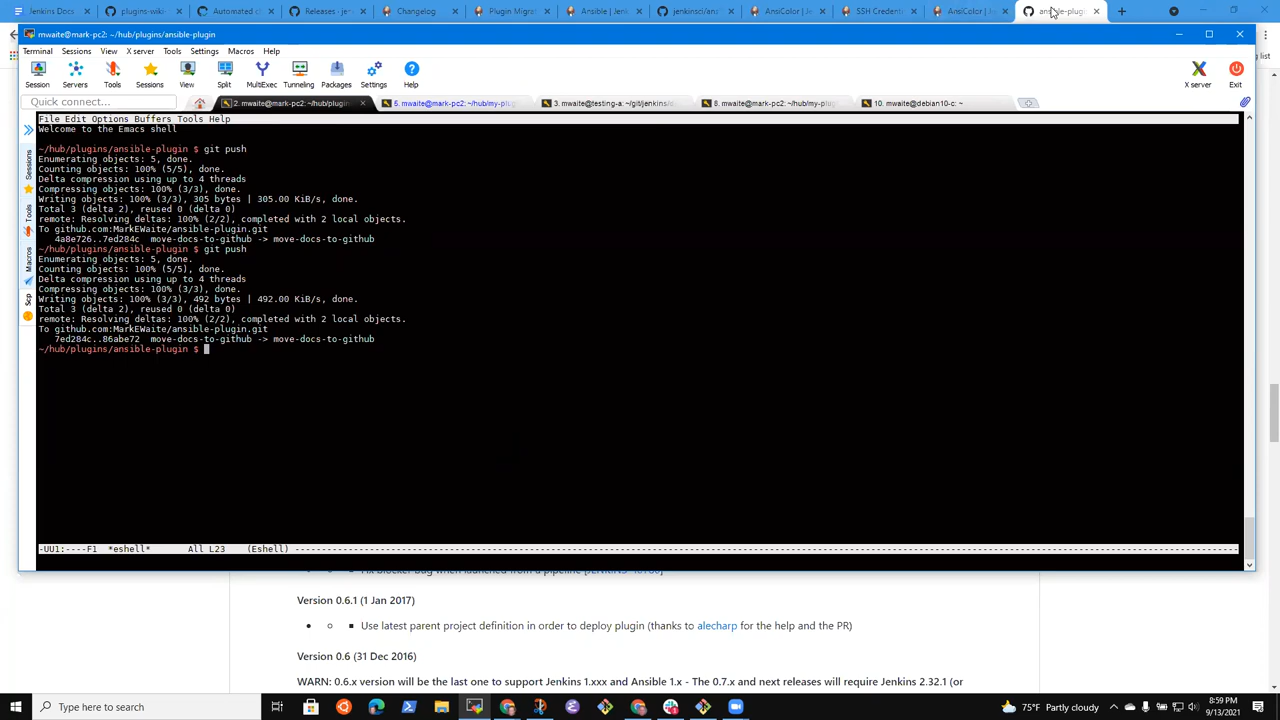 Jenkins Docs
plugins-wiki-
Automated cl
Releases · jen
Changelog
Plugin Migra
Ansible | Jenk
jenkinsci/ans
AnsiColor | Je
SSH Credent
AnsiColor | Je
ansible-plugi
mwaite@mark-pc2: ~/hub/plugins/ansible-plugin
Terminal Sessions View X server Tools Settings Macros Help
Session Servers Tools Sessions View Split MultiExec Tunneling Packages Settings Help X server Exit
Quick connect...
2. mwaite@mark-pc2: ~/hub/plugin
5. mwaite@mark-pc2: ~/hub/my-plug
3. mwaite@testing-a: ~/git/jenkins/d
8. mwaite@mark-pc2: ~/hub/my-plug
10. mwaite@debian10-c: ~
File Edit Options Buffers Tools Help
Welcome to the Emacs shell
~/hub/plugins/ansible-plugin $ git push
Enumerating objects: 5, done.
Counting objects: 100% (5/5), done.
Delta compression using up to 4 threads
Compressing objects: 100% (3/3), done.
Writing objects: 100% (3/3), 305 bytes | 305.00 KiB/s, done.
Total 3 (delta 2), reused 0 (delta 0)
remote: Resolving deltas: 100% (2/2), completed with 2 local objects.
To github.com:MarkEWaite/ansible-plugin.git
4a8e726..7ed284c move-docs-to-github -> move-docs-to-github
~/hub/plugins/ansible-plugin $ git push
Enumerating objects: 5, done.
Counting objects: 100% (5/5), done.
Delta compression using up to 4 threads
Compressing objects: 100% (3/3), done.
Writing objects: 100% (3/3), 492 bytes | 492.00 KiB/s, done.
Total 3 (delta 2), reused 0 (delta 0)
remote: Resolving deltas: 100% (2/2), completed with 2 local objects.
To github.com:MarkEWaite/ansible-plugin.git
7ed284c..86abe72 move-docs-to-github -> move-docs-to-github
~/hub/plugins/ansible-plugin $
Sessions
Tools
Macros
Scp
-UU1:----F1 *eshell* All L23 (Eshell)
Version 0.6.1 (1 Jan 2017)
Use latest parent project definition in order to deploy plugin (thanks to alecharp for the help and the PR)
Version 0.6 (31 Dec 2016)
WARN: 0.6.x version will be the last one to support Jenkins 1.xxx and Ansible 1.x - The 0.7.x and next releases will require Jenkins 2.32.1 (or
Type here to search
75°F Partly cloudy
8:59 PM
9/13/2021